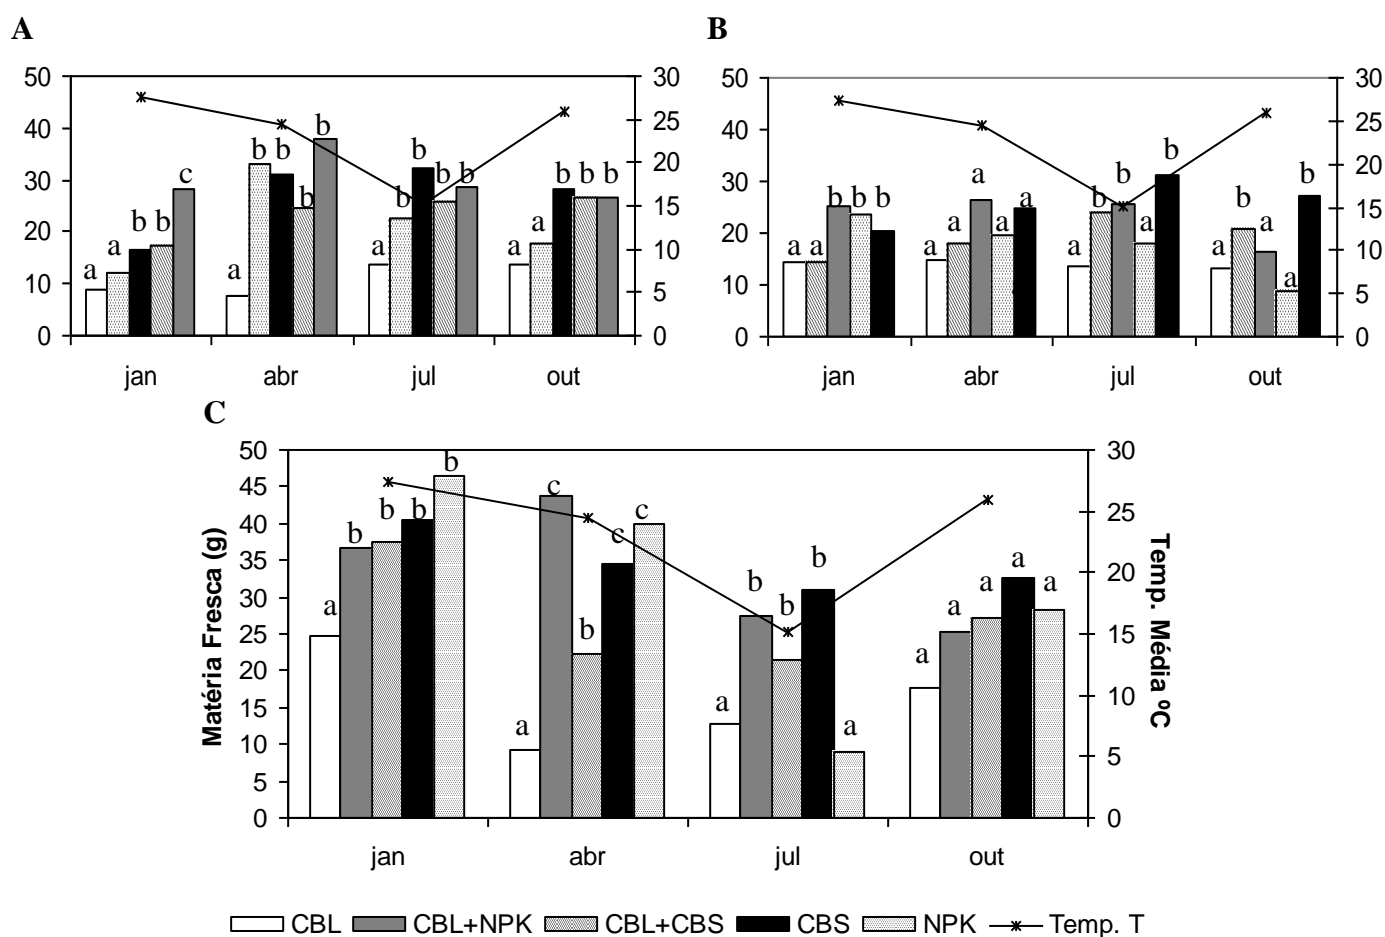 A
50
40
30
20
10
0
30
25
20
15
10
5
0
a a b b c
a b b b b
a b b b b
a a b b b
jan abr jul out
B
50
40
30
20
10
0
30
25
20
15
10
5
0
a a b b b
a a a a a
a b b a b
a b a a b
jan abr jul out
C
Matéria Fresca (g)
50
45
40
35
30
25
20
15
10
5
0
30
25
20
15
10
5
0
Temp. Média ºC
a b b b b
a c b c c
a b b b a
a a a a a
jan abr jul out
CBL CBL+NPK CBL+CBS CBS NPK Temp. T